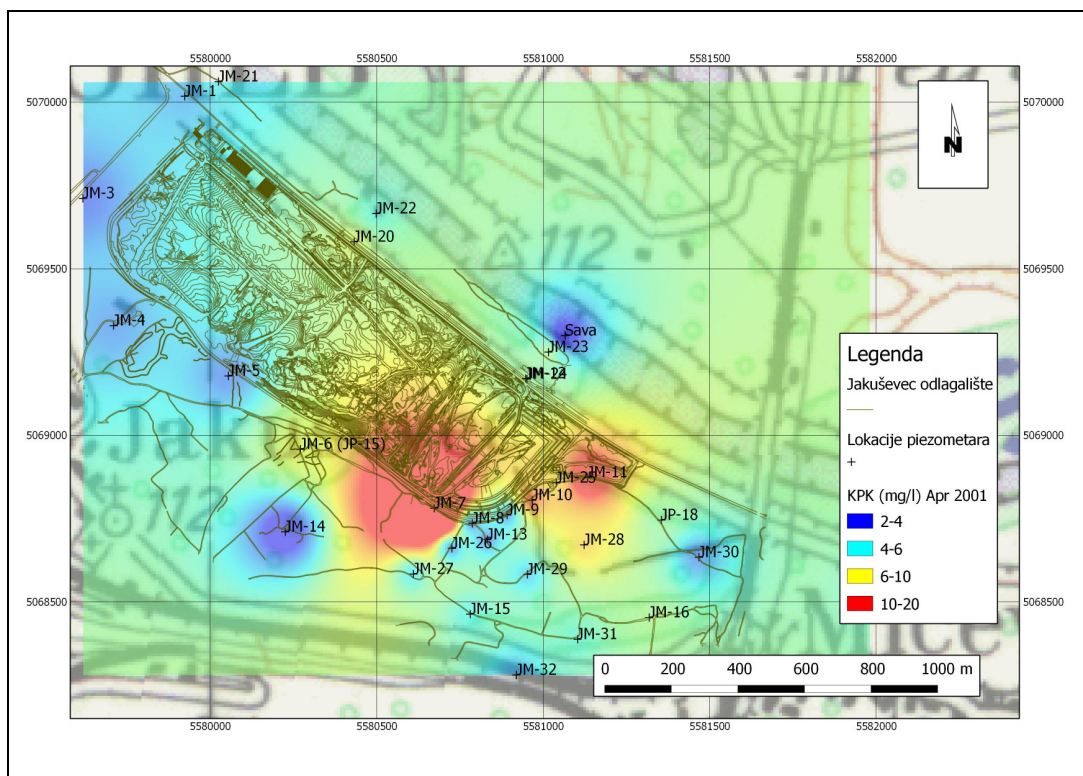 5580000
5580500
5581000
5581500
5582000
5070000
5070000
JM-21
JM-1
N
JM-3
JM-22
JM-20
5069500
5069500
112
Sava
JM-4
JM-23
JM-5
Legenda
Jakuševec odlagalište
Lokacije piezometara
KPK (mg/l) Apr 2001
2-4
4-6
6-10
10-20
5069000
5069000
Jak
JM-6 (JP-15)
JM-11
JM-25
JM-10
JM-7
JM-9
JM-8
JP-18
JM-14
JM-13
JM-26
JM-28
JM-30
JM-27
JM-29
5068500
5068500
JM-15
JM-16
JM-31
Mice
JM-32
0 200 400 600 800 1000 m
5580000
5580500
5581000
5581500
5582000